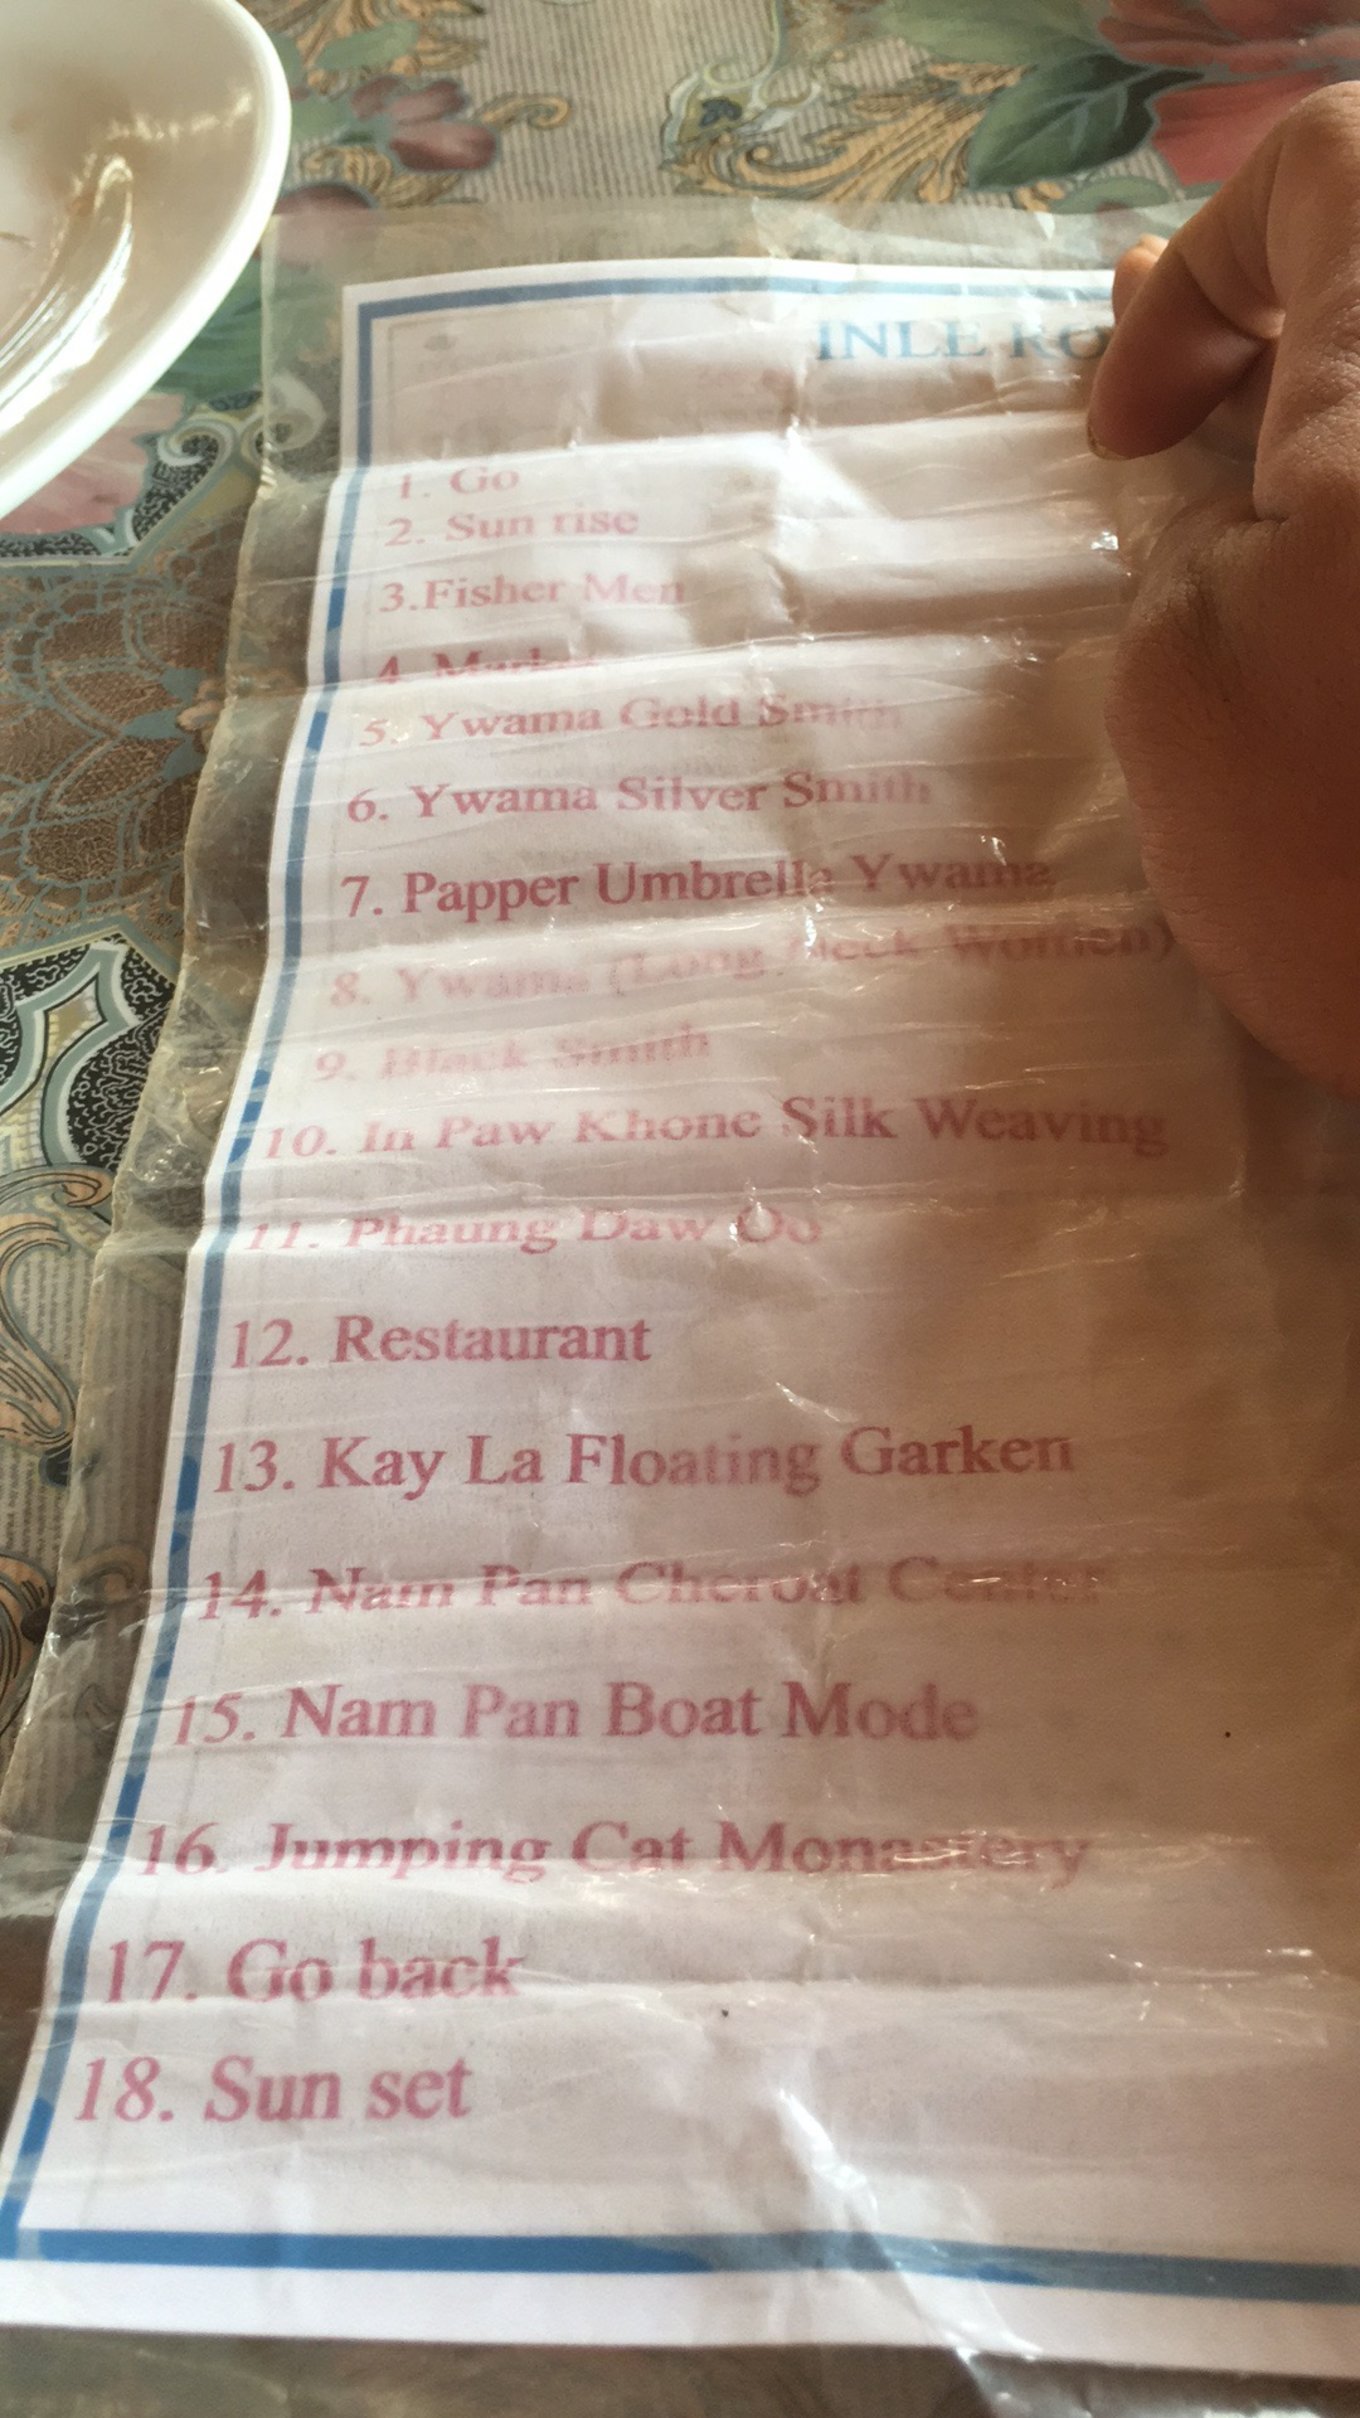 INLE RO
1. Go
2. Sun rise
3.Fisher Men
4. Market
5. Ywama Gold Smith
6. Ywama Silver Smith
7. Papper Umbrella Ywama
8. Ywama (Long Neck Women)
9. Black Smith
10. In Paw Khone Silk Weaving
11. Phaung Daw Oo
12. Restaurant
13. Kay La Floating Garken
14. Nam Pan Cheroat Center
15. Nam Pan Boat Mode
16. Jumping Cat Monastery
17. Go back
18. Sun set